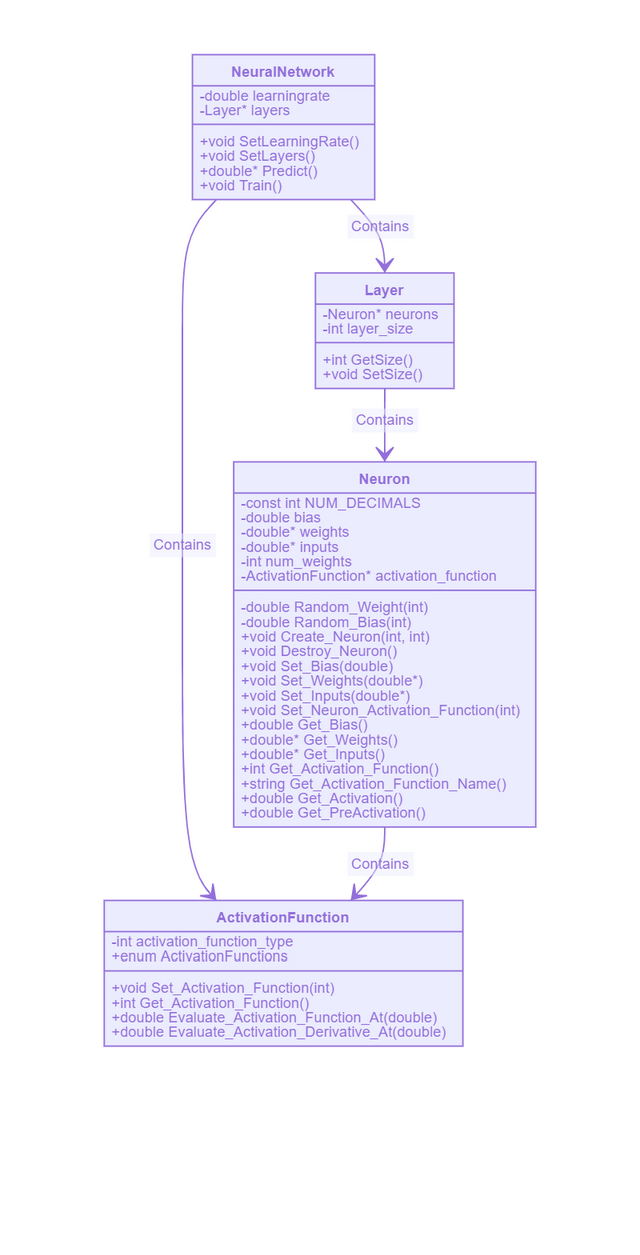 NeuralNetwork
-double learningrate
-Layer* layers
+void SetLearningRate()
+void SetLayers()
+double* Predict()
+void Train()
Contains
Layer
-Neuron* neurons
-int layer_size
+int GetSize()
+void SetSize()
Contains
Neuron
-const int NUM_DECIMALS
-double bias
-double* weights
-double* inputs
-int num_weights
-ActivationFunction* activation_function
-double Random_Weight(int)
-double Random_Bias(int)
+void Create_Neuron(int, int)
+void Destroy_Neuron()
+void Set_Bias(double)
+void Set_Weights(double*)
+void Set_Inputs(double*)
+void Set_Neuron_Activation_Function(int)
+double Get_Bias()
+double* Get_Weights()
+double* Get_Inputs()
+int Get_Activation_Function()
+string Get_Activation_Function_Name()
+double Get_Activation()
+double Get_PreActivation()
Contains
Contains
ActivationFunction
-int activation_function_type
+enum ActivationFunctions
+void Set_Activation_Function(int)
+int Get_Activation_Function()
+double Evaluate_Activation_Function_At(double)
+double Evaluate_Activation_Derivative_At(double)